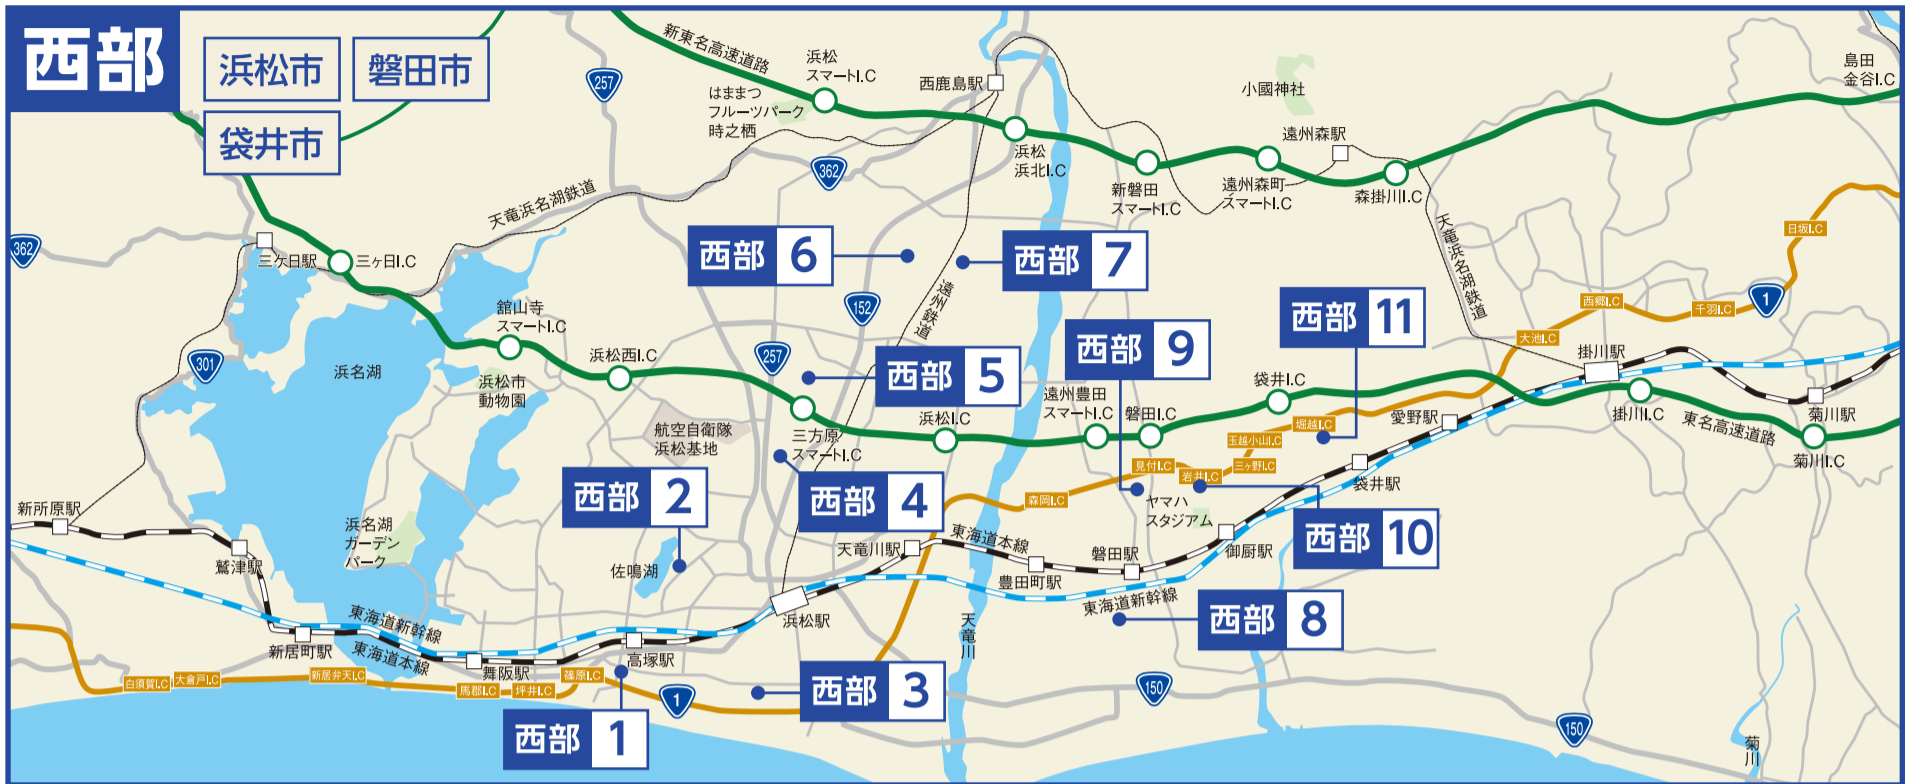 西部
浜松市
磐田市
袋井市
新東名高速道路
浜松
スマートI.C
257
はままつ
フルーツパーク
時之栖
西鹿島駅
小國神社
島田
金谷I.C
遠州森駅
浜松
浜北I.C
362
新磐田
スマートI.C
遠州森町
スマートI.C
森掛川I.C
天竜浜名湖鉄道
天竜浜名湖鉄道
日坂I.C
362
三ケ日駅
三ヶ日I.C
西部 6
西部 7
遠州鉄道
152
舘山寺
スマートI.C
西部 11
西郷I.C
千羽I.C
1
大池I.C
301
浜名湖
浜松西I.C
257
西部 5
西部 9
掛川駅
浜松市
動物園
遠州豊田
スマートI.C
磐田I.C
袋井I.C
愛野駅
掛川I.C
東名高速道路
菊川駅
浜松I.C
堀越I.C
玉越小山I.C
航空自衛隊
浜松基地
三方原
スマートI.C
菊川I.C
見付I.C
三ヶ野I.C
岩井I.C
袋井駅
西部 2
西部 4
森岡I.C
ヤマハ
スタジアム
西部 10
新所原駅
浜名湖
ガーデン
パーク
鷲津駅
佐鳴湖
天竜川駅
東海道本線
豊田町駅
磐田駅
御厨駅
東海道新幹線
西部 8
浜松駅
天竜川
東海道新幹線
東海道本線
新居町駅
舞阪駅
高塚駅
白須賀I.C
大倉戸I.C
新居弁天I.C
馬郡I.C
坪井I.C
篠原I.C
1
西部 3
150
西部 1
150
菊川